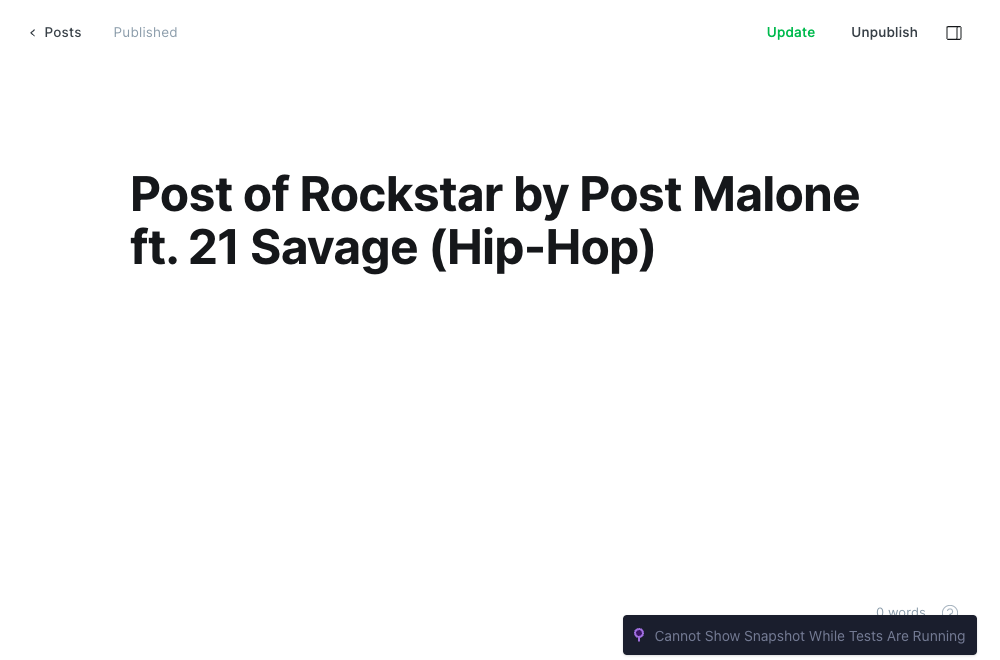 Posts
Published
Update
Unpublish
Post of Rockstar by Post Malone
ft. 21 Savage (Hip-Hop)
0 words
Cannot Show Snapshot While Tests Are Running